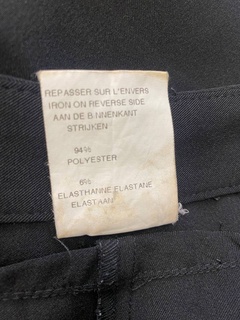 REPASSER SUR L'ENVERS
IRON ON REVERSE SIDE
AAN DE BINNENKANT
STRIJKEN
94%
POLYESTER
6%
ELASTHANNE ELASTANE
ELASTAAN